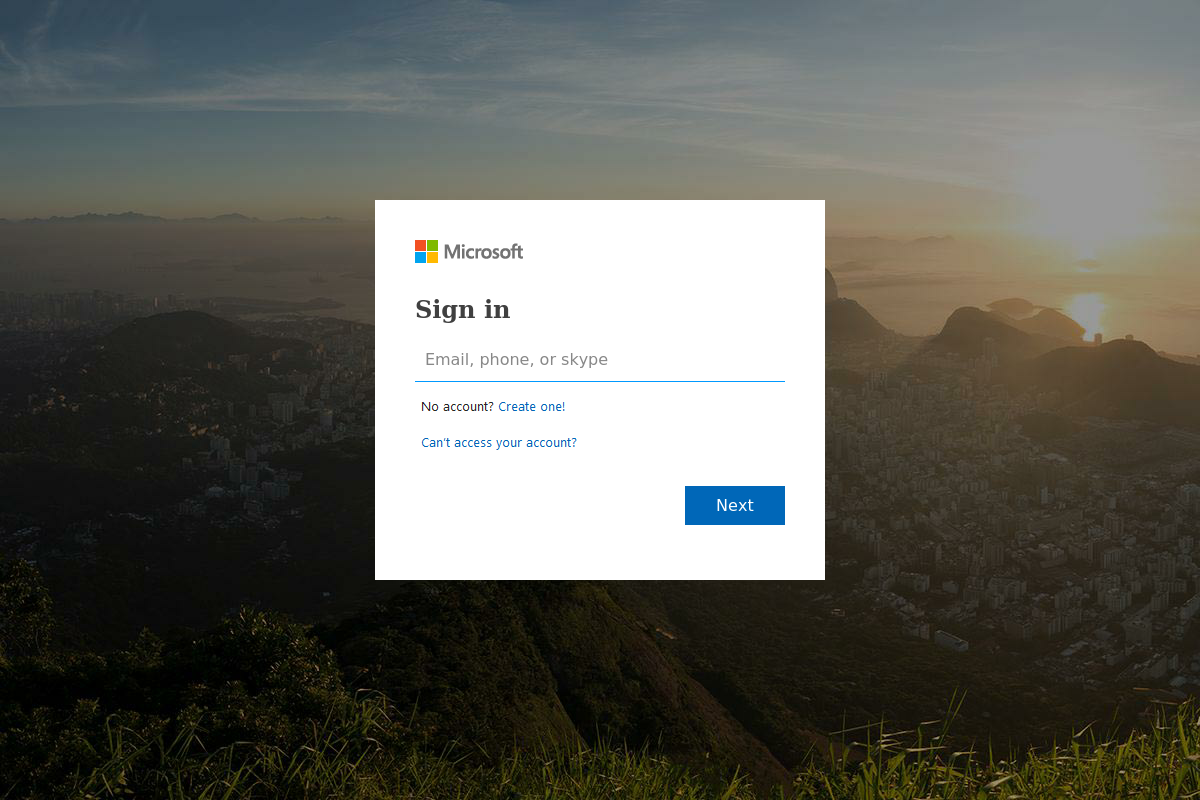 Microsoft
Sign in
Email, phone, or skype
No account? Create one!
Can't access your account?
Next